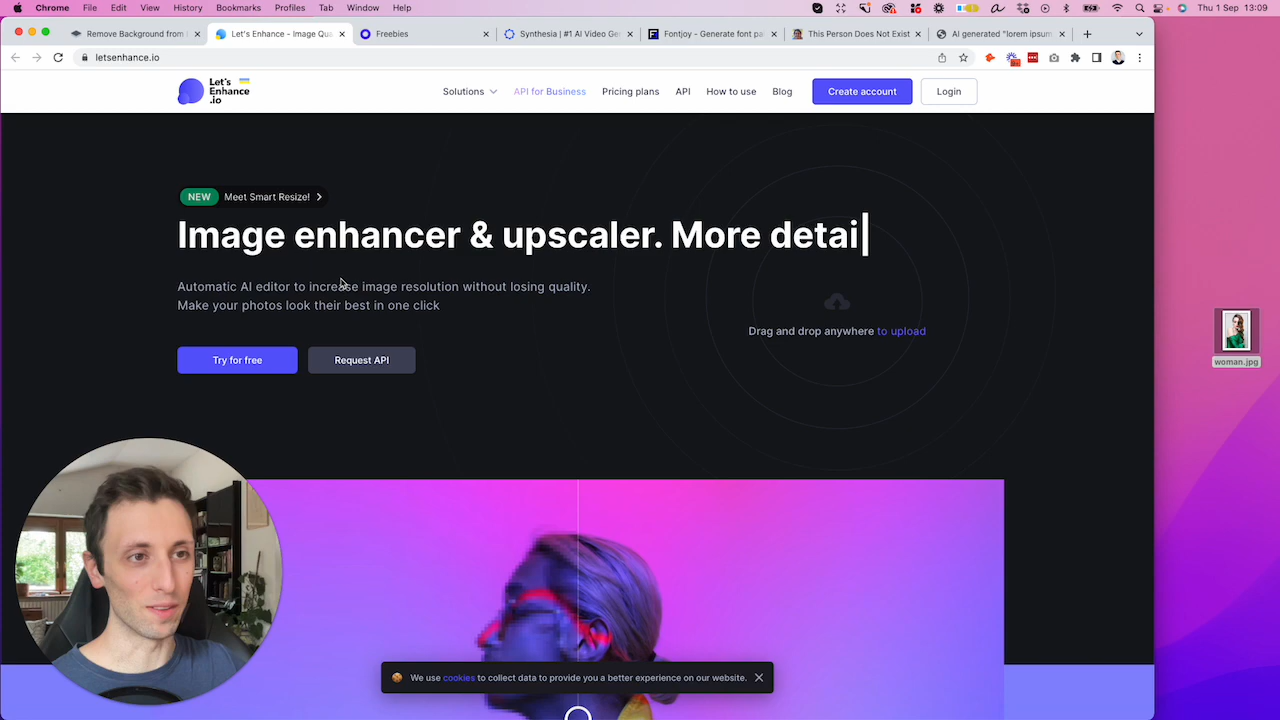 Chrome File Edit View History Bookmarks Profiles Tab Window Help Thu 1 Sep 13:09
Remove Background from Let's Enhance - Image Qu Freebies Synthesia | #1 AI Video Ge Fontjoy - Generate font pa This Person Does Not Exist AI generated "lorem ipsum
letsenhance.io
Let's
Enhance
.io
Solutions API for Business Pricing plans API How to use Blog Create account Login
NEW Meet Smart Resize!
Image enhancer & upscaler. More detai
Automatic AI editor to increase image resolution without losing quality.
Make your photos look their best in one click
Drag and drop anywhere to upload
Try for free Request API
woman.jpg
We use cookies to collect data to provide you a better experience on our website.